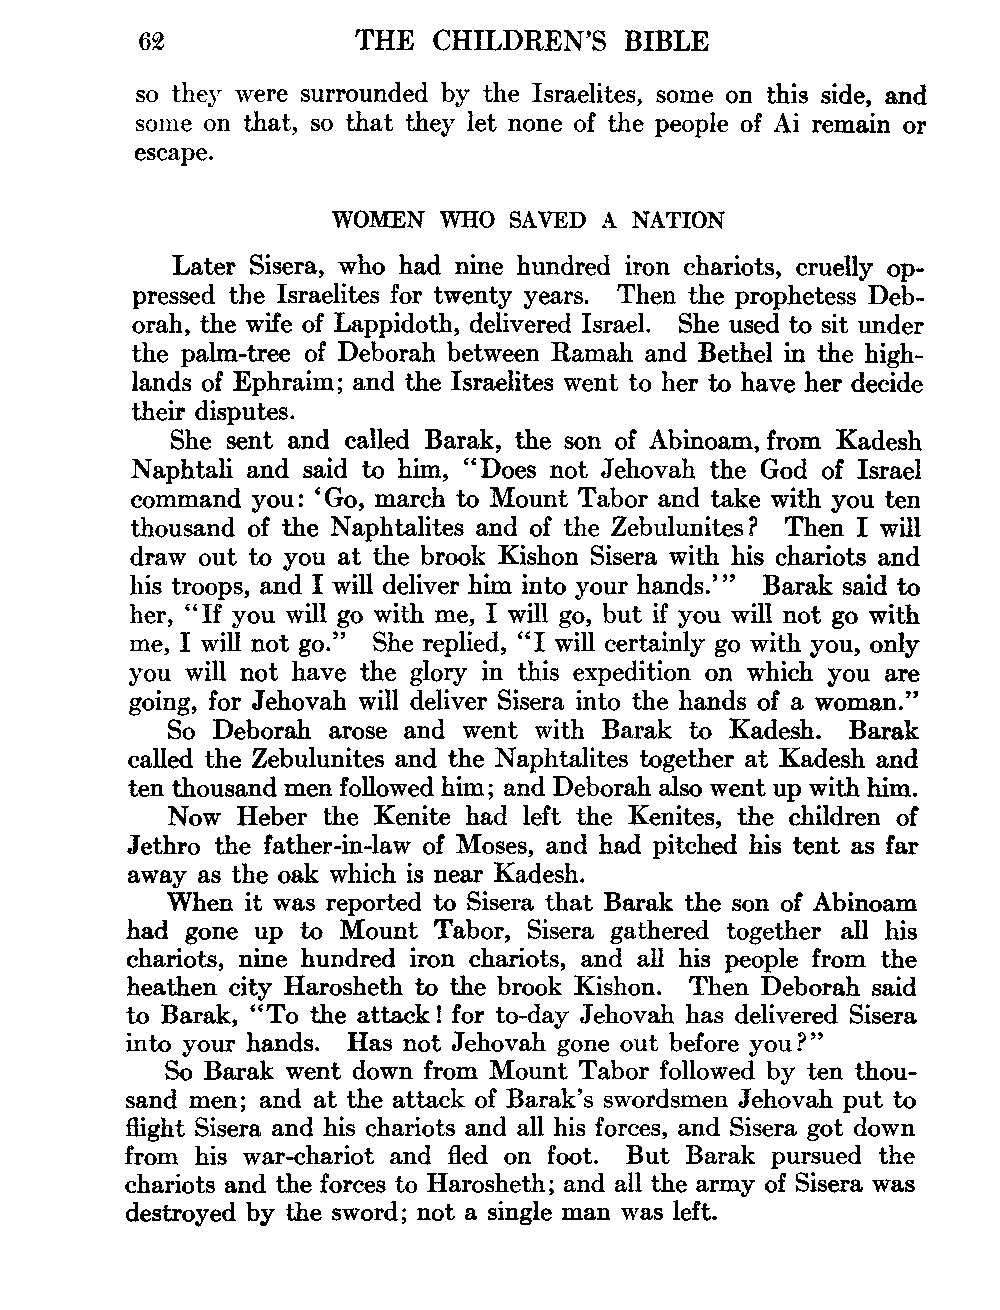 62 THE CHILDREN'S BIBLE
so they were surrounded by the Israelites, some on this side, and
some on that, so that they let none of the people of Ai remain or
escape.
WOMEN WHO SAVED A NATION
Later Sisera, who had nine hundred iron chariots, cruelly op-
pressed the Israelites for twenty years. Then the prophetess Deb-
orah, the wife of Lappidoth, delivered Israel. She used to sit under
the palm-tree of Deborah between Ramah and Bethel in the high-
lands of Ephraim; and the Israelites went to her to have her decide
their disputes.
She sent and called Barak, the son of Abinoam, from Kadesh
Naphtali and said to him, "Does not Jehovah the God of Israel
command you: 'Go, march to Mount Tabor and take with you ten
thousand of the Naphtalites and of the Zebulunites? Then I will
draw out to you at the brook Kishon Sisera with his chariots and
his troops, and I will deliver him into your hands.'" Barak said to
her, "If you will go with me, I will go, but if you will not go with
me, I will not go." She replied, "I will certainly go with you, only
you will not have the glory in this expedition on which you are
going, for Jehovah will deliver Sisera into the hands of a woman."
So Deborah arose and went with Barak to Kadesh. Barak
called the Zebulunites and the Naphtalites together at Kadesh and
ten thousand men followed him; and Deborah also went up with him.
Now Heber the Kenite had left the Kenites, the children of
Jethro the father-in-law of Moses, and had pitched his tent as far
away as the oak which is near Kadesh.
When it was reported to Sisera that Barak the son of Abinoam
had gone up to Mount Tabor, Sisera gathered together all his
chariots, nine hundred iron chariots, and all his people from the
heathen city Harosheth to the brook Kishon. Then Deborah said
to Barak, "To the attack! for to-day Jehovah has delivered Sisera
into your hands. Has not Jehovah gone out before you?"
So Barak went down from Mount Tabor followed by ten thou-
sand men; and at the attack of Barak's swordsmen Jehovah put to
flight Sisera and his chariots and all his forces, and Sisera got down
from his war-chariot and fled on foot. But Barak pursued the
chariots and the forces to Harosheth; and all the army of Sisera was
destroyed by the sword; not a single man was left.